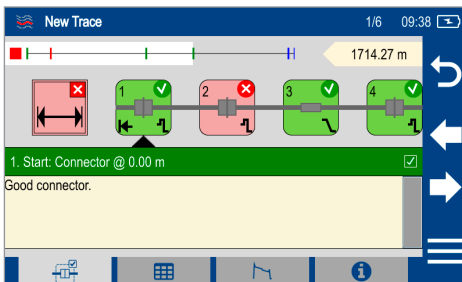 New Trace
1/6
09:38
1714.27 m
1
2
3
4
1. Start: Connector @ 0.00 m
Good connector.